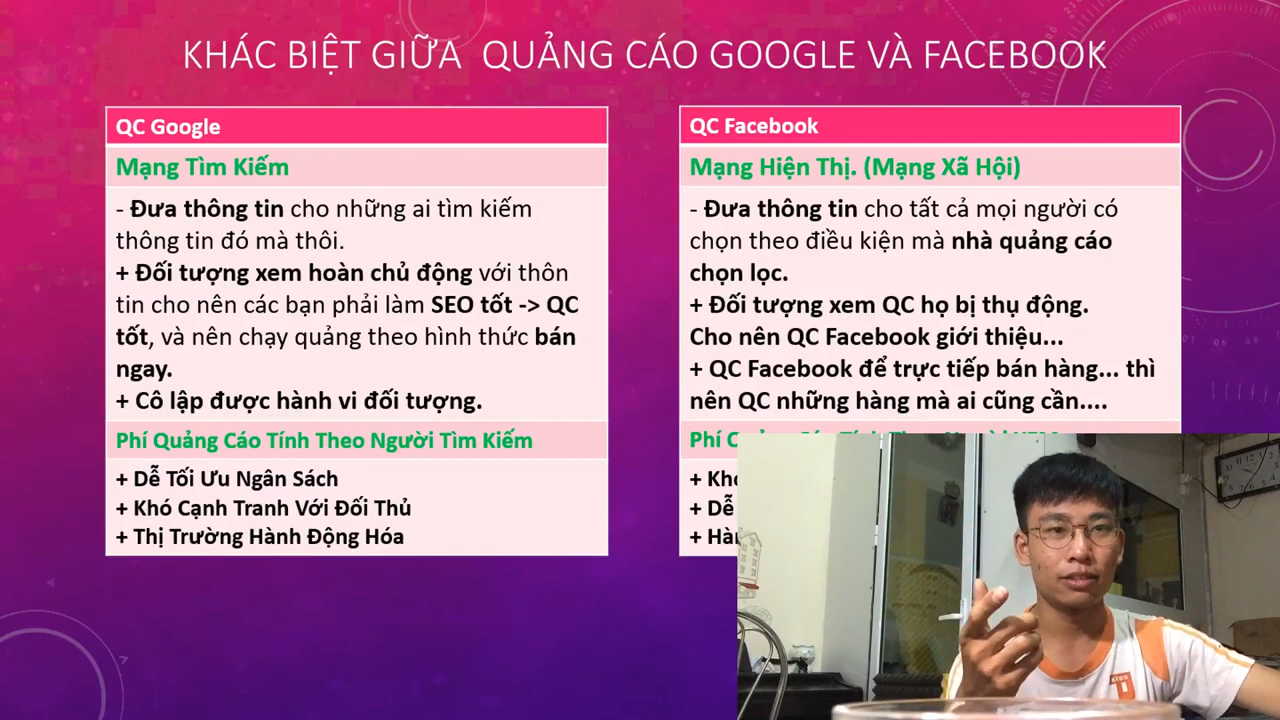 KHÁC BIỆT GIỮA QUẢNG CÁO GOOGLE VÀ FACEBOOK
QC Google
Mạng Tìm Kiếm
- Đưa thông tin cho những ai tìm kiếm
thông tin đó mà thôi.
+ Đối tượng xem hoàn chủ động với thôn
tin cho nên các bạn phải làm SEO tốt -> QC
tốt, và nên chạy quảng theo hình thức bán
ngay.
+ Cô lập được hành vi đối tượng.
Phí Quảng Cáo Tính Theo Người Tìm Kiếm
+ Dễ Tối Ưu Ngân Sách
+ Khó Cạnh Tranh Với Đối Thủ
+ Thị Trường Hành Động Hóa
QC Facebook
Mạng Hiện Thị. (Mạng Xã Hội)
- Đưa thông tin cho tất cả mọi người có
chọn theo điều kiện mà nhà quảng cáo
chọn lọc.
+ Đối tượng xem QC họ bị thụ động.
Cho nên QC Facebook giới thiệu...
+ QC Facebook để trực tiếp bán hàng... thì
nên QC những hàng mà ai cũng cần....
Phí
+
+ Dễ
+
KIDS